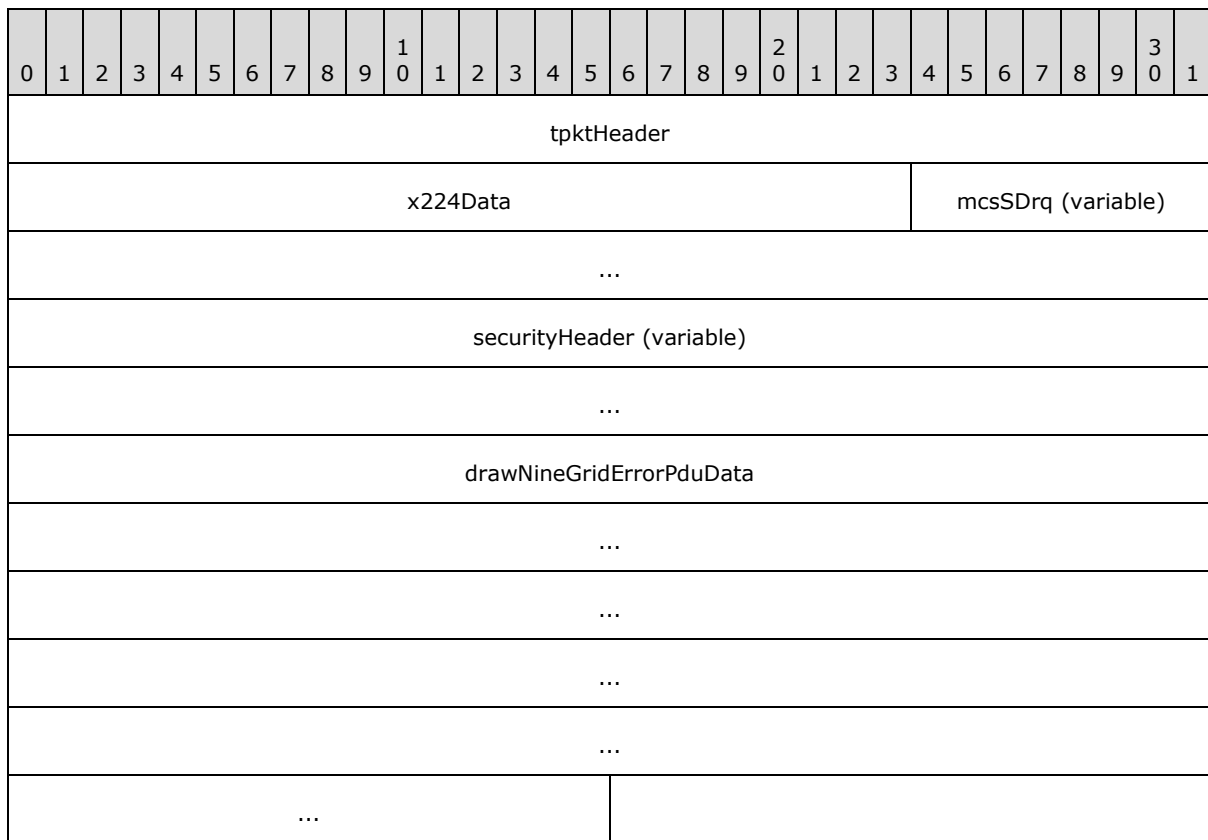 1 2 3
0 1 2 3 4 5 6 7 8 9 0 1 2 3 4 5 6 7 8 9 0 1 2 3 4 5 6 7 8 9 0 1
tpktHeader
x224Data mcsSDrq (variable)
...
securityHeader (variable)
...
drawNineGridErrorPduData
...
...
...
...
...